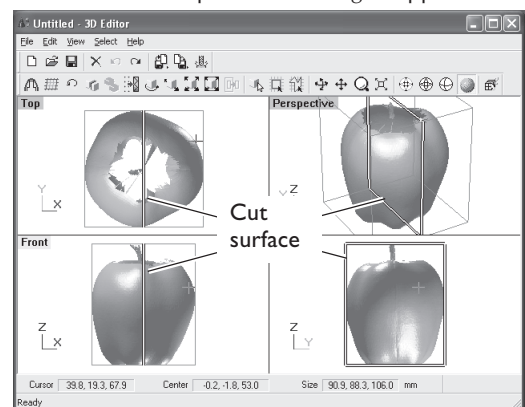 Untitled - 3D Editor
File Edit View Select Help
Top
Perspective
Y
X
Z
Cut
surface
Front
Z
X
Z
Y
Cursor 39.8, 19.3, 67.9 Center -0.2, -1.8, 53.0 Size 90.9, 88.3, 106.0 mm
Ready